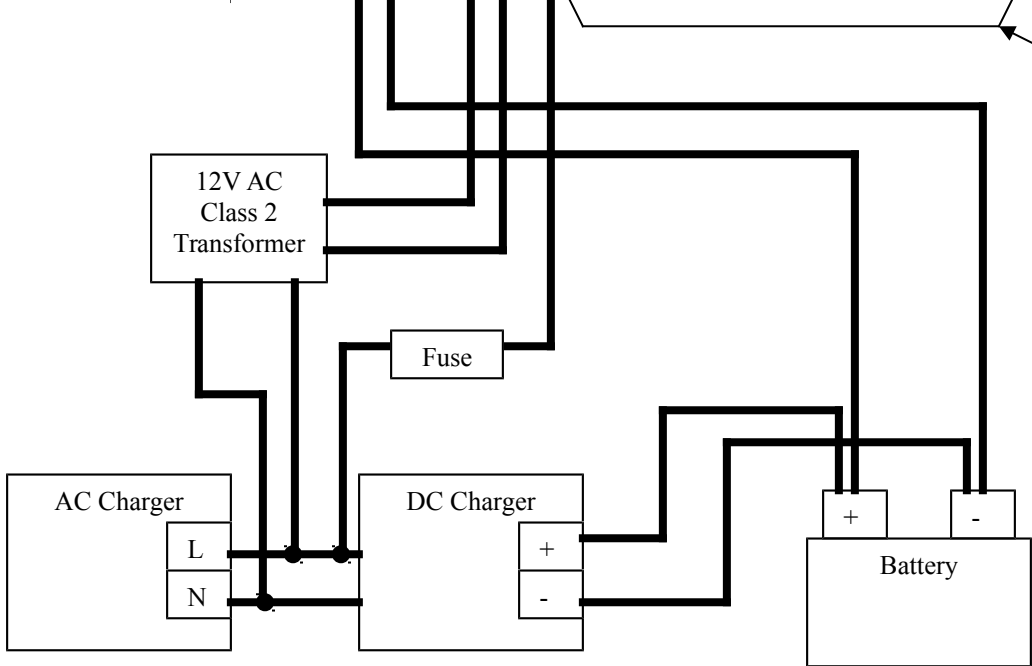 12V AC
Class 2
Transformer
Fuse
AC Charger
L
N
DC Charger
+
-
+
-
Battery